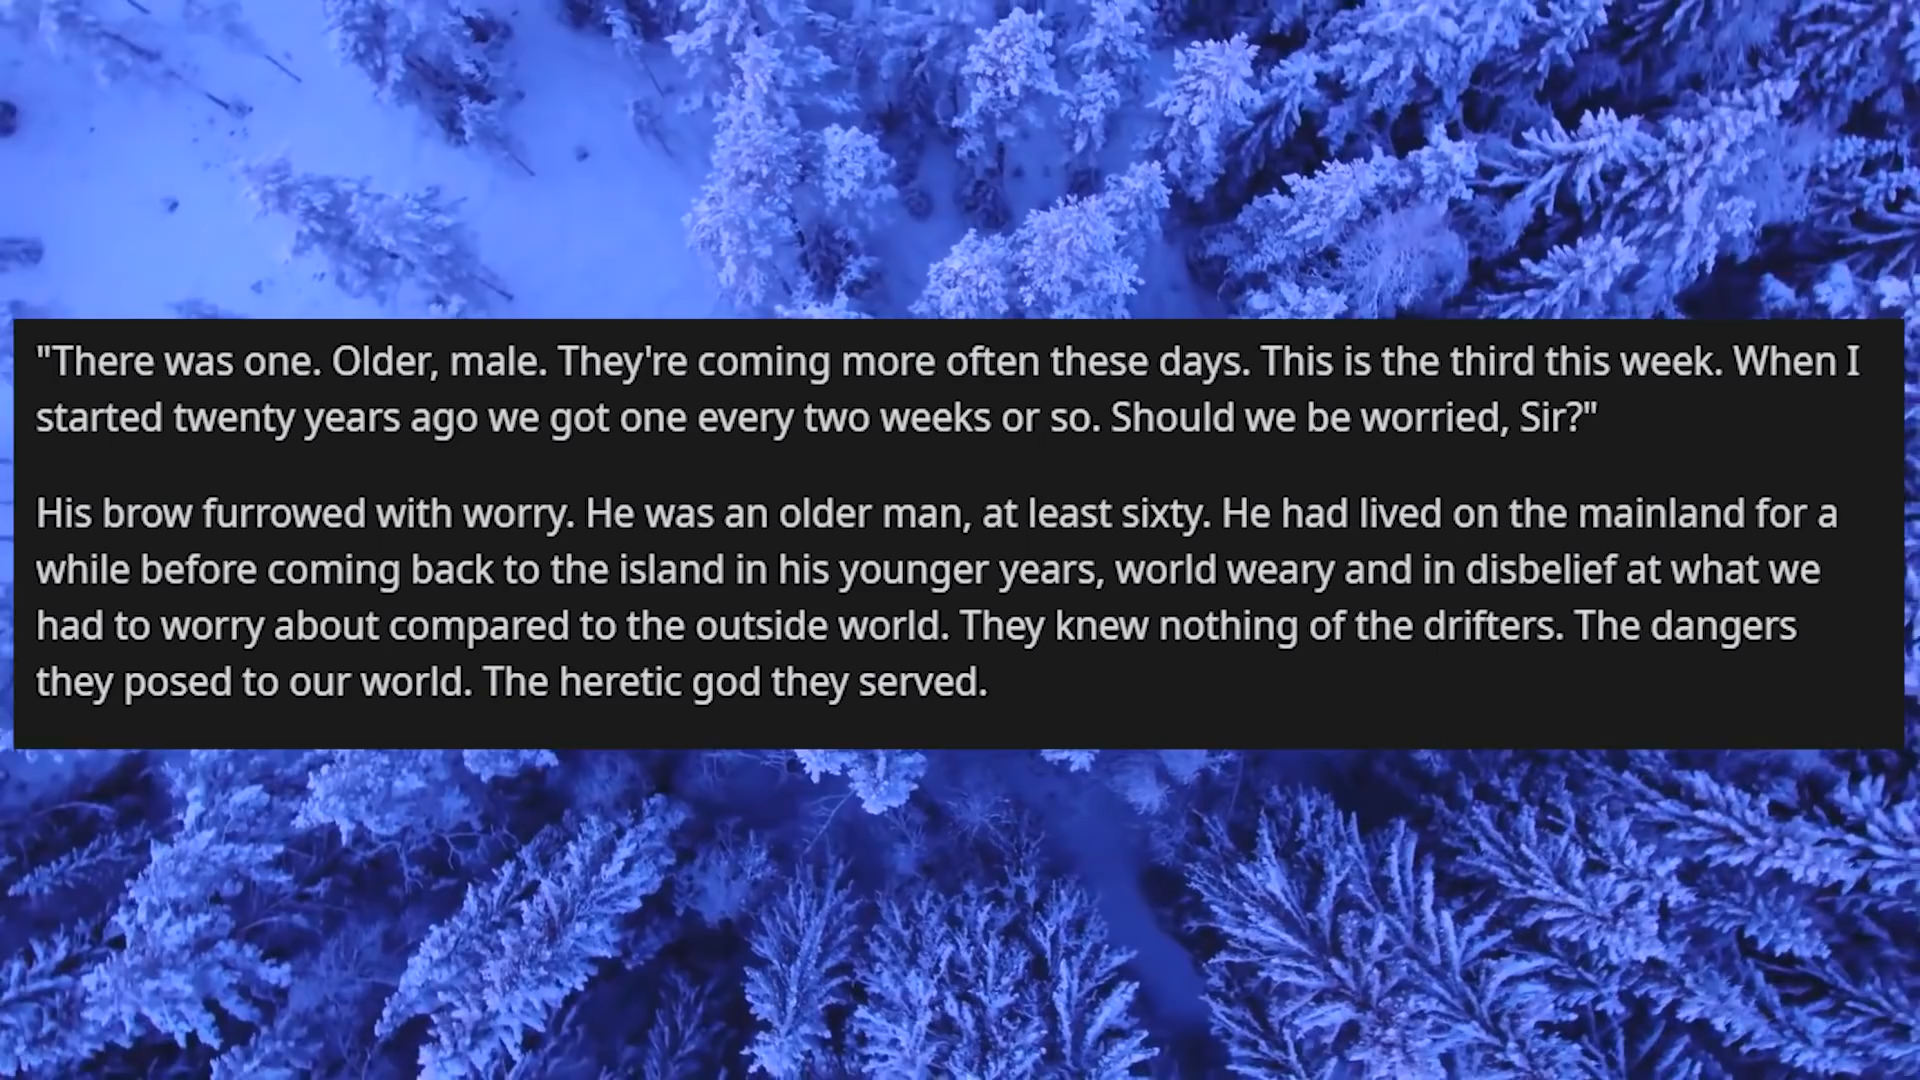 "There was one. Older, male. They're coming more often these days. This is the third this week. When I
started twenty years ago we got one every two weeks or so. Should we be worried, Sir?"
His brow furrowed with worry. He was an older man, at least sixty. He had lived on the mainland for a
while before coming back to the island in his younger years, world weary and in disbelief at what we
had to worry about compared to the outside world. They knew nothing of the drifters. The dangers
they posed to our world. The heretic god they served.